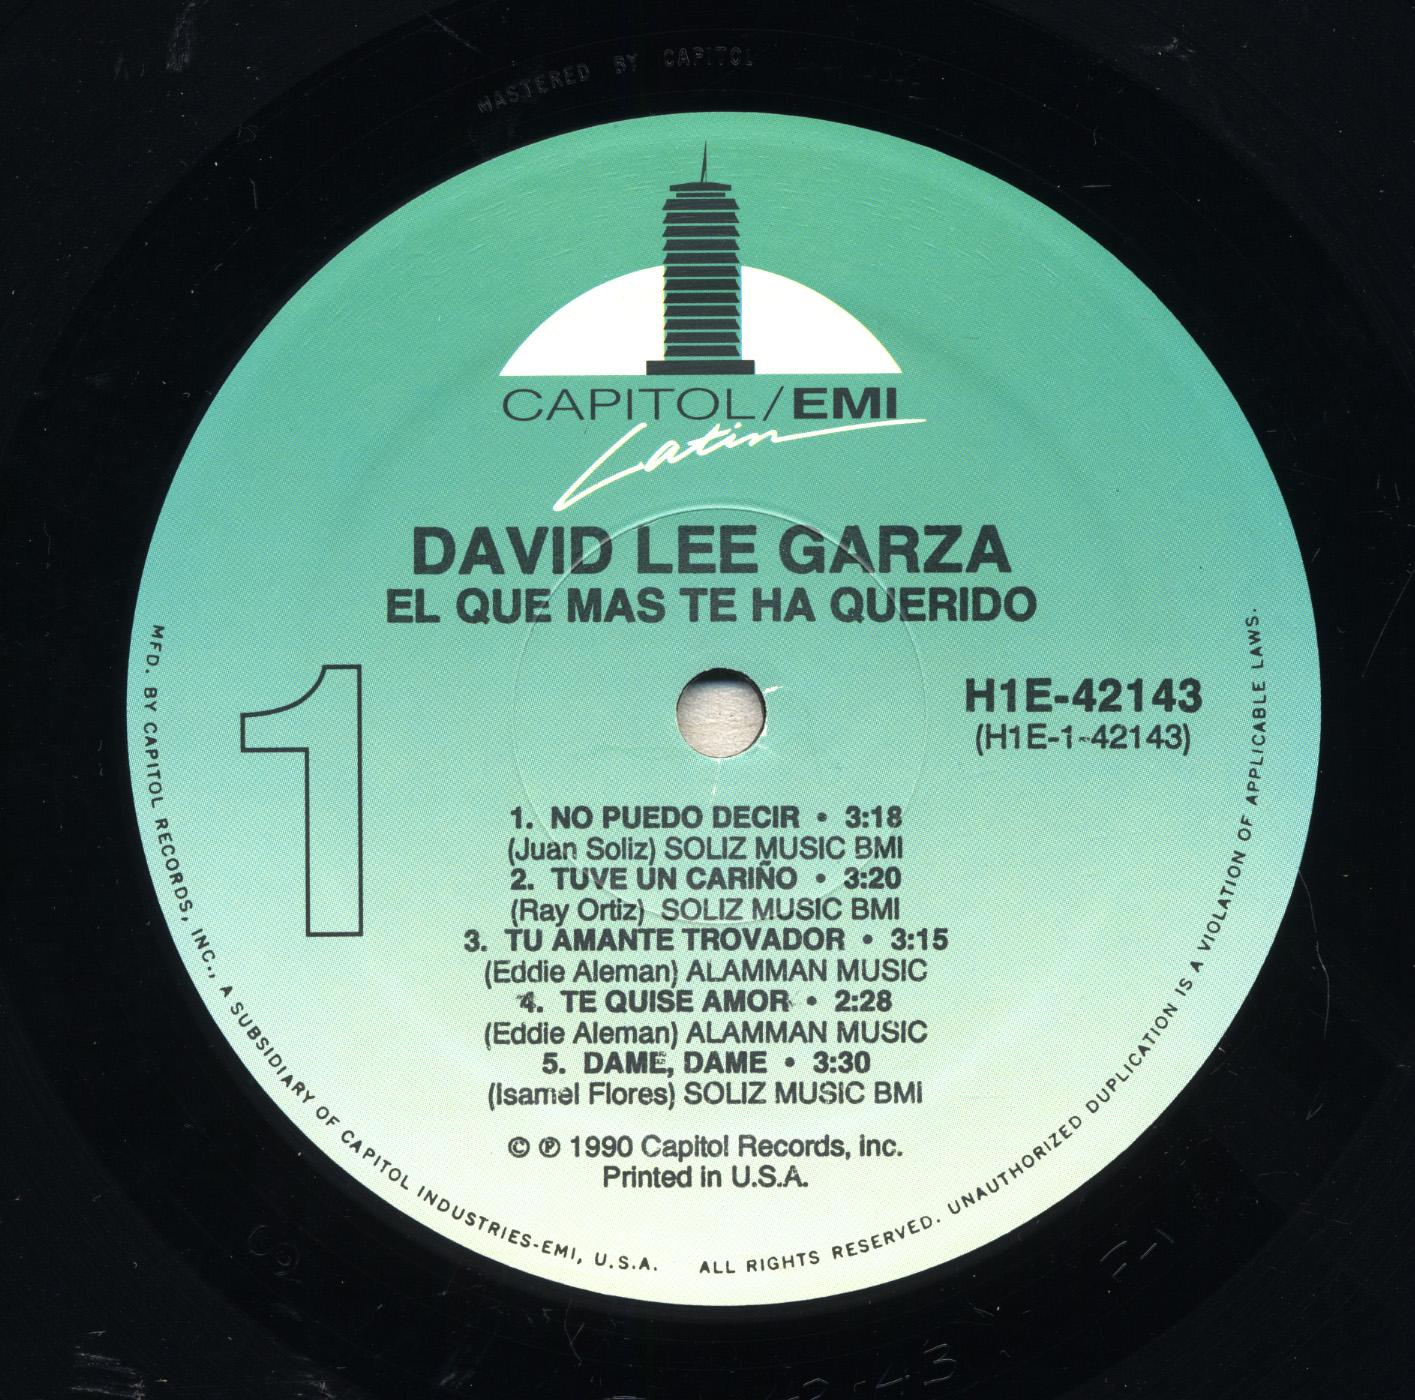 MASTERED BY CAPITOL
CAPITOL/EMI
Latin
DAVID LEE GARZA
EL QUE MAS TE HA QUERIDO
1
H1E-42143
(H1E-1-42143)
1. NO PUEDO DECIR • 3:18
(Juan Soliz) SOLIZ MUSIC BMI
2. TUVE UN CARIÑO • 3:20
(Ray Ortiz) SOLIZ MUSIC BMI
3. TU AMANTE TROVADOR • 3:15
(Eddie Aleman) ALAMMAN MUSIC
4. TE QUISE AMOR • 2:28
(Eddie Aleman) ALAMMAN MUSIC
5. DAME, DAME • 3:30
(Isamel Flores) SOLIZ MUSIC BMI
© ℗ 1990 Capitol Records, Inc.
Printed in U.S.A.
MFD. BY CAPITOL RECORDS, INC., A SUBSIDIARY OF CAPITOL INDUSTRIES-EMI, U.S.A. ALL RIGHTS RESERVED. UNAUTHORIZED DUPLICATION IS A VIOLATION OF APPLICABLE LAWS.